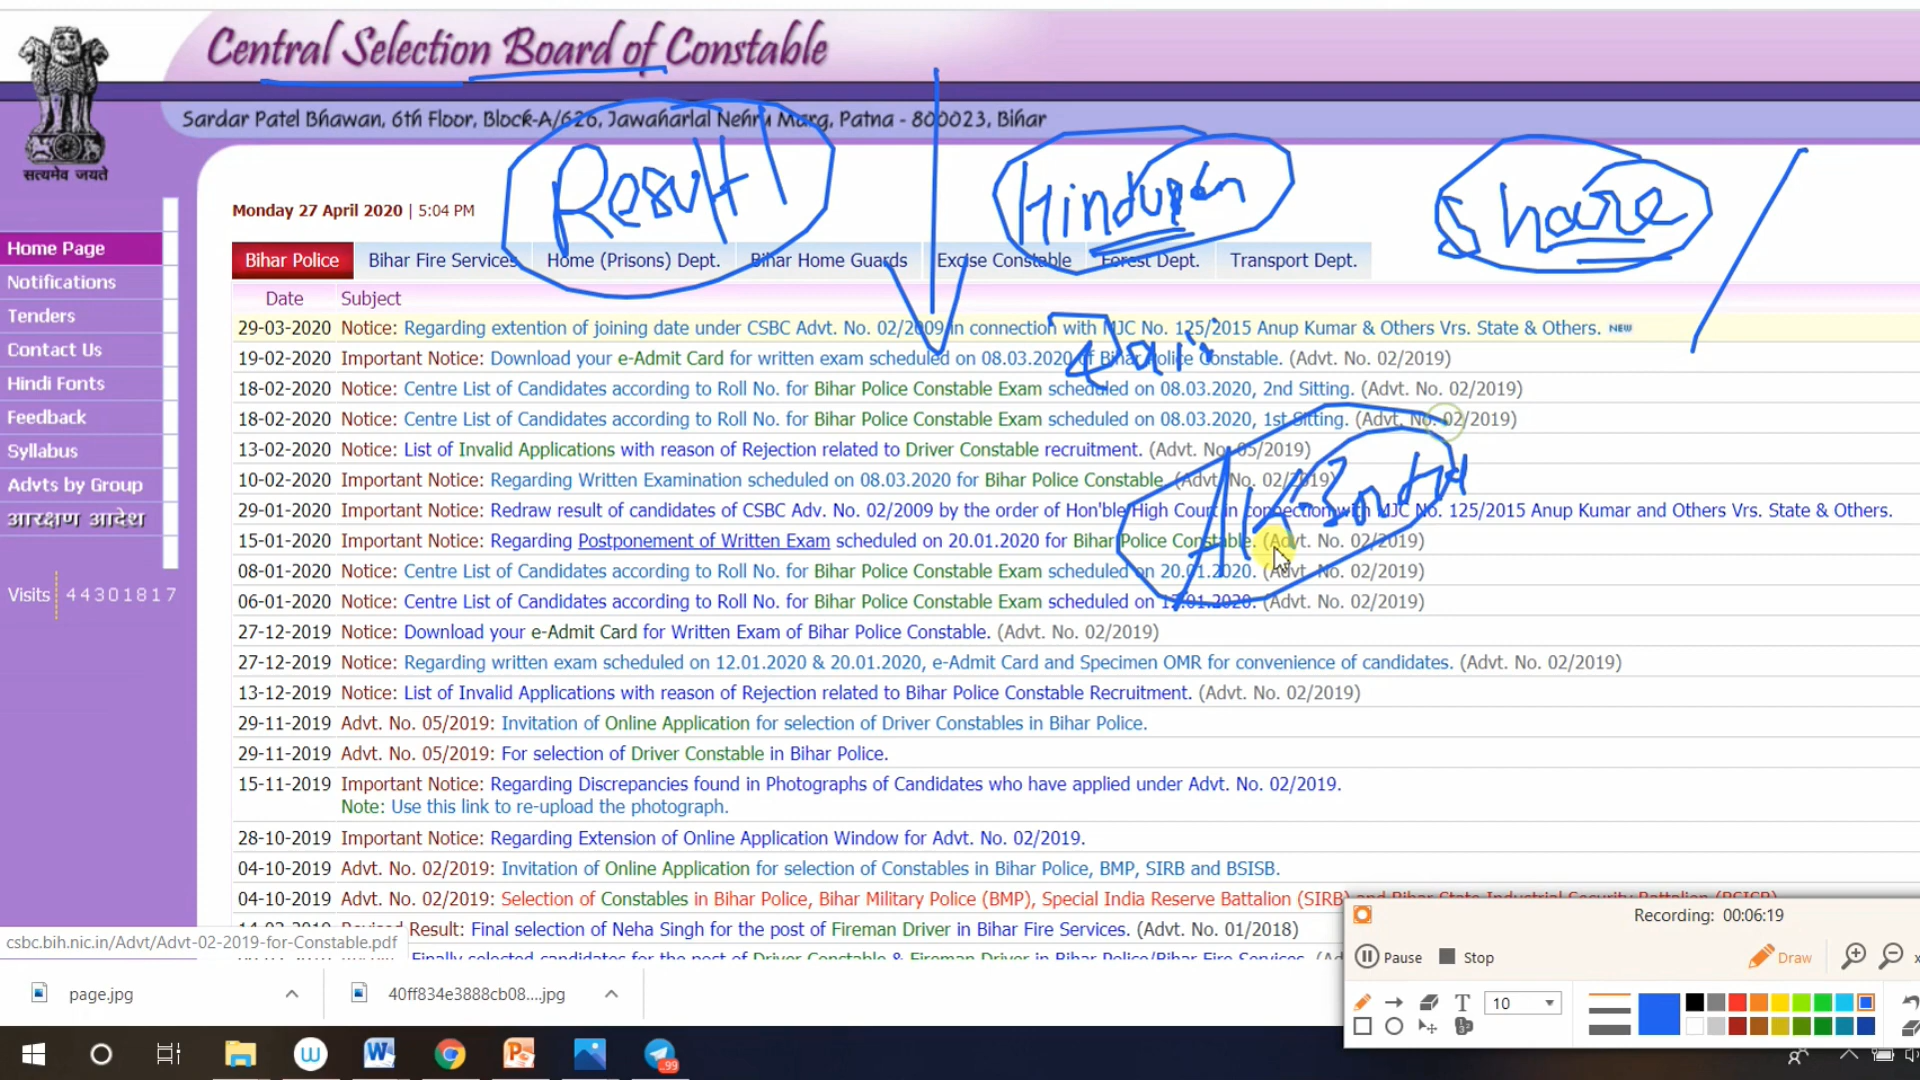 Central Selection Board of Constable
Sardar Patel Bhawan, 6th Floor, Block-A/626, Jawaharlal Nehru Marg, Patna - 800023, Bihar
सत्यमेव जयते
Result
Share
Monday 27 April 2020 | 5:04 PM
Home Page
Notifications
Tenders
Contact Us
Hindi Fonts
Feedback
Syllabus
Advts by Group
आरक्षण आदेश
Visits 44301817
Bihar Police Bihar Fire Services Home (Prisons) Dept. Bihar Home Guards Excise Constable Forest Dept. Transport Dept.
Date Subject
29-03-2020 Notice: Regarding extention of joining date under CSBC Advt. No. 02/2009 in connection with MJC No. 125/2015 Anup Kumar & Others Vrs. State & Others. NEW
19-02-2020 Important Notice: Download your e-Admit Card for written exam scheduled on 08.03.2020 of Bihar Police Constable. (Advt. No. 02/2019)
18-02-2020 Notice: Centre List of Candidates according to Roll No. for Bihar Police Constable Exam scheduled on 08.03.2020, 2nd Sitting. (Advt. No. 02/2019)
18-02-2020 Notice: Centre List of Candidates according to Roll No. for Bihar Police Constable Exam scheduled on 08.03.2020, 1st Sitting. (Advt. No. 02/2019)
13-02-2020 Notice: List of Invalid Applications with reason of Rejection related to Driver Constable recruitment. (Advt. No. 05/2019)
10-02-2020 Important Notice: Regarding Written Examination scheduled on 08.03.2020 for Bihar Police Constable. (Advt. No. 02/2019)
29-01-2020 Important Notice: Redraw result of candidates of CSBC Adv. No. 02/2009 by the order of Hon'ble High Court in connection with MJC No. 125/2015 Anup Kumar and Others Vrs. State & Others.
15-01-2020 Important Notice: Regarding Postponement of Written Exam scheduled on 20.01.2020 for Bihar Police Constable. (Advt. No. 02/2019)
08-01-2020 Notice: Centre List of Candidates according to Roll No. for Bihar Police Constable Exam scheduled on 20.01.2020. (Advt. No. 02/2019)
06-01-2020 Notice: Centre List of Candidates according to Roll No. for Bihar Police Constable Exam scheduled on 12.01.2020. (Advt. No. 02/2019)
27-12-2019 Notice: Download your e-Admit Card for Written Exam of Bihar Police Constable. (Advt. No. 02/2019)
27-12-2019 Notice: Regarding written exam scheduled on 12.01.2020 & 20.01.2020, e-Admit Card and Specimen OMR for convenience of candidates. (Advt. No. 02/2019)
13-12-2019 Notice: List of Invalid Applications with reason of Rejection related to Bihar Police Constable Recruitment. (Advt. No. 02/2019)
29-11-2019 Advt. No. 05/2019: Invitation of Online Application for selection of Driver Constables in Bihar Police.
29-11-2019 Advt. No. 05/2019: For selection of Driver Constable in Bihar Police.
15-11-2019 Important Notice: Regarding Discrepancies found in Photographs of Candidates who have applied under Advt. No. 02/2019.
Note: Use this link to re-upload the photograph.
28-10-2019 Important Notice: Regarding Extension of Online Application Window for Advt. No. 02/2019.
04-10-2019 Advt. No. 02/2019: Invitation of Online Application for selection of Constables in Bihar Police, BMP, SIRB and BSISB.
04-10-2019 Advt. No. 02/2019: Selection of Constables in Bihar Police, Bihar Military Police (BMP), Special India Reserve Battalion (SIRB) and Bihar State Industrial Security Battalion
Result: Final selection of Neha Singh for the post of Fireman Driver in Bihar Fire Services. (Advt. No. 01/2018)
Finally selected candidates for the post of Driver Constable & Fireman Driver in Bihar Police/Bihar Fire Services.
csbc.bih.nic.in/Advt/Advt-02-2019-for-Constable.pdf
Recording: 00:06:19
Pause Stop Draw
T 10
page.jpg 40ff834e3888cb08....jpg
99